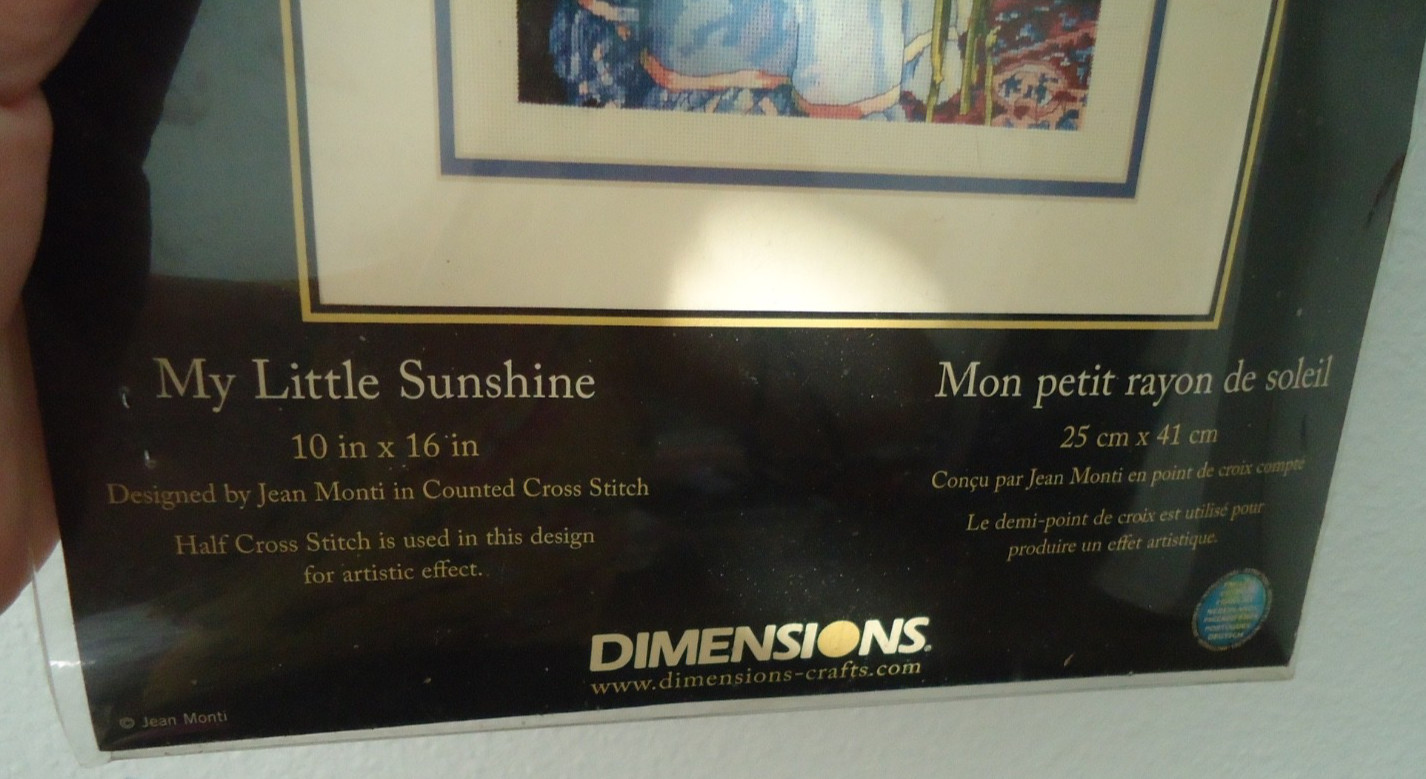 My Little Sunshine
10 in x 16 in
Designed by Jean Monti in Counted Cross Stitch
Half Cross Stitch is used in this design
for artistic effect.
Mon petit rayon de soleil
25 cm x 41 cm
Conçu par Jean Monti en point de croix compté
Le demi-point de croix est utilisé pour
produire un effet artistique.
DIMENSIONS.
www.dimensions-crafts.com
© Jean Monti